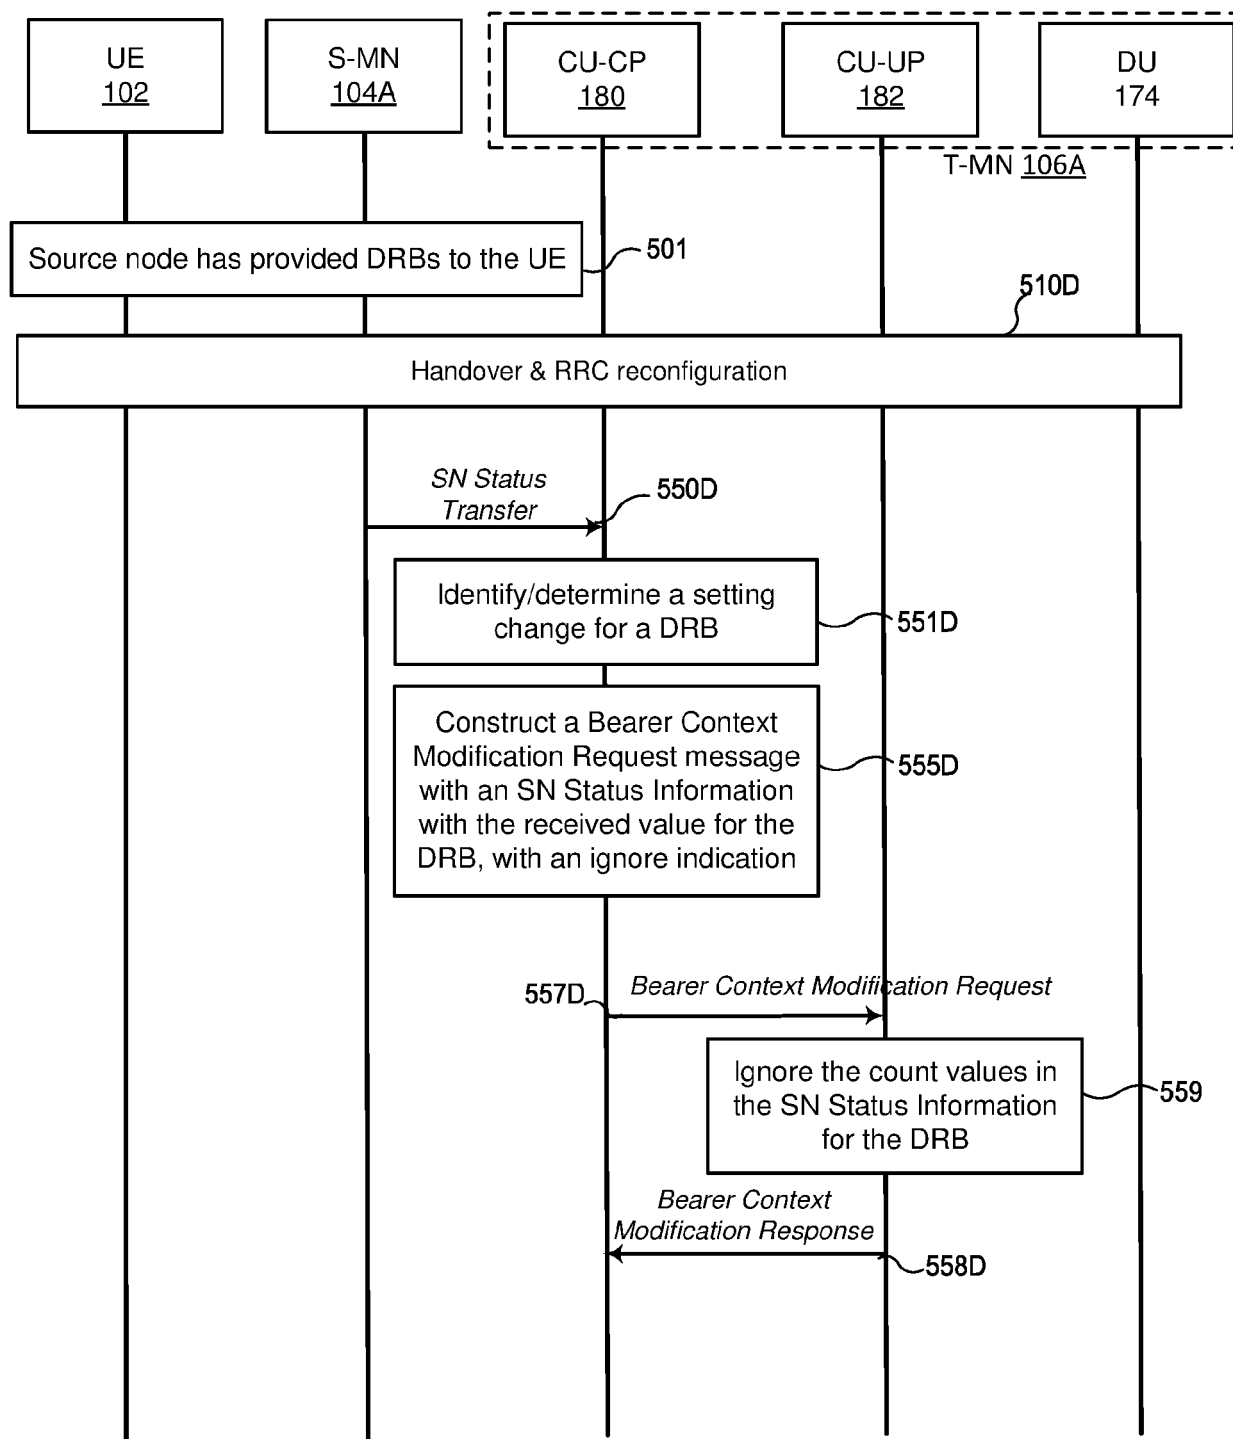 UE
102
S-MN
104A
CU-CP
180
CU-UP
182
DU
174
T-MN 106A
Source node has provided DRBs to the UE
501
510D
Handover & RRC reconfiguration
SN Status
Transfer
550D
Identify/determine a setting
change for a DRB
551D
Construct a Bearer Context
Modification Request message
with an SN Status Information
with the received value for the
DRB, with an ignore indication
555D
557D
Bearer Context Modification Request
Ignore the count values in
the SN Status Information
for the DRB
559
Bearer Context
Modification Response
558D